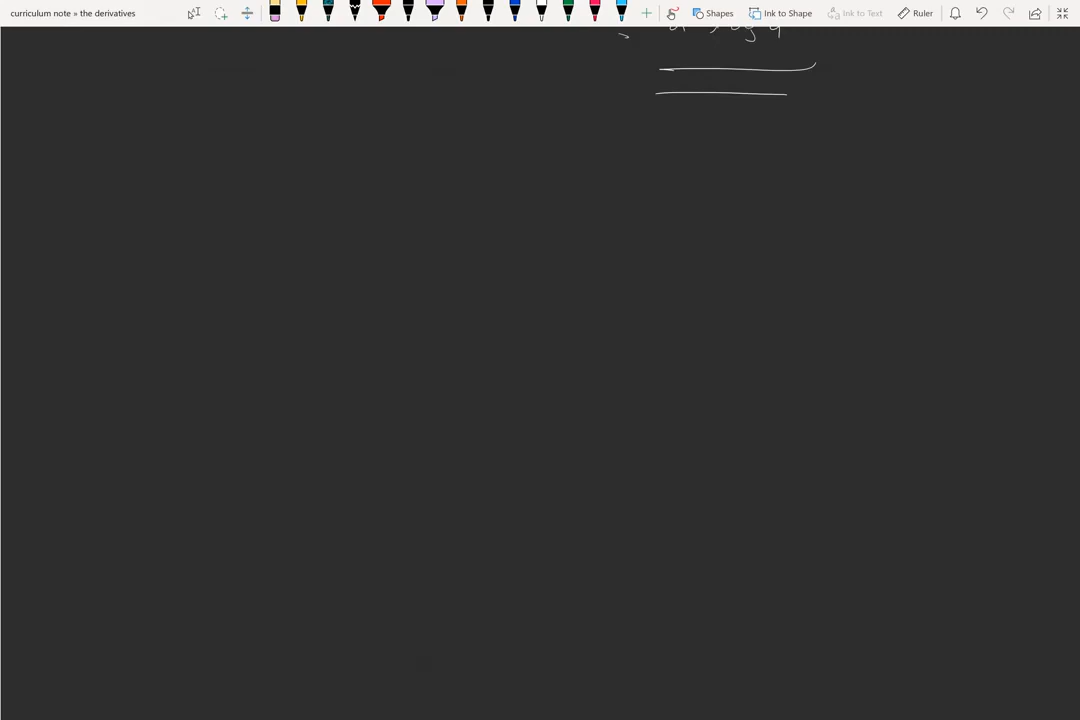 curriculum note » the derivatives
Shapes
Ink to Shape
Ink to Text
Ruler